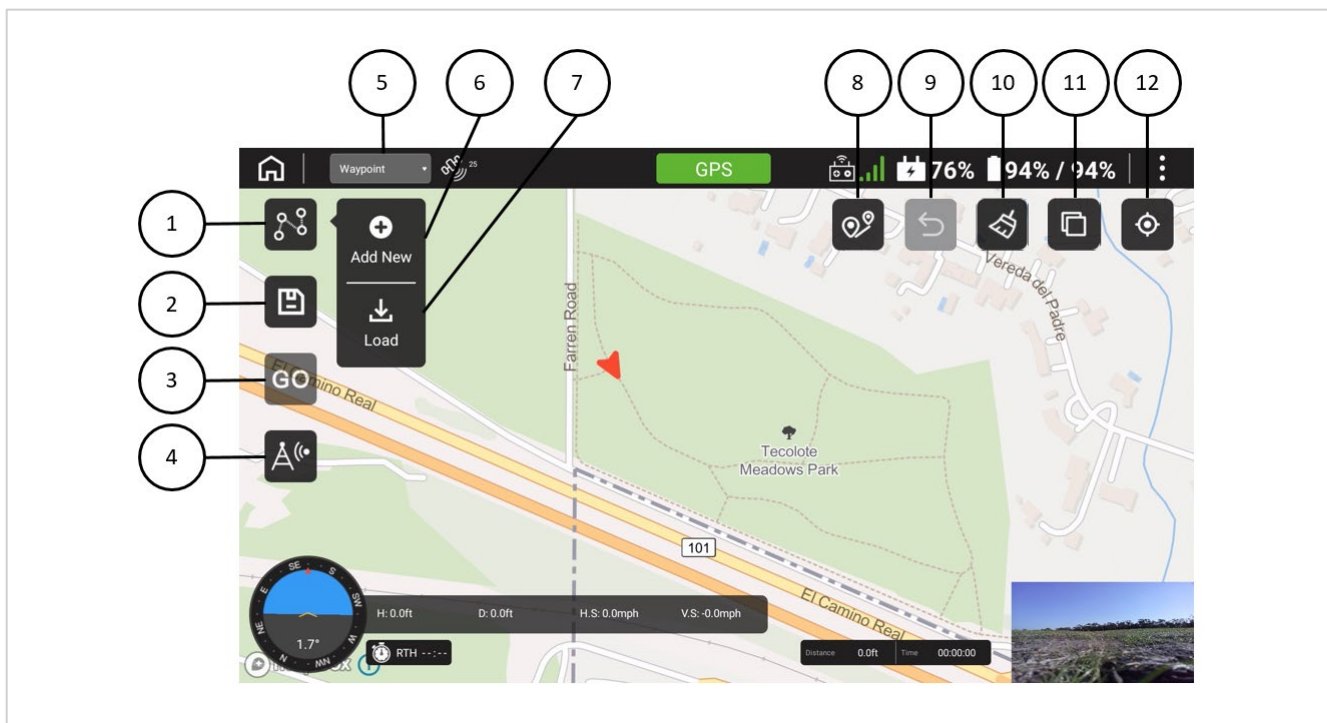 5
6
7
8
9
10
11
12
Waypoint
25
GPS
76%
94% / 94%
1
Add New
2
Load
3
GO
4
Farren Road
Vereda del Padre
El Camino Real
Tecolote
Meadows Park
101
El Camino Real
SE
S
E
SW
NE
W
N
NW
1.7°
H: 0.0ft
D: 0.0ft
H.S: 0.0mph
V.S: -0.0mph
RTH --:--
Distance
0.0ft
Time
00:00:00